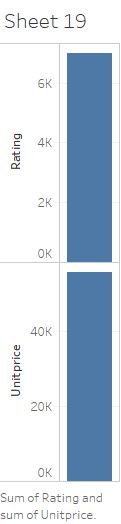 Sheet 19
6K
4K
2K
0K
Rating
40K
20K
0K
Unitprice
Sum of Rating and
sum of Unitprice.